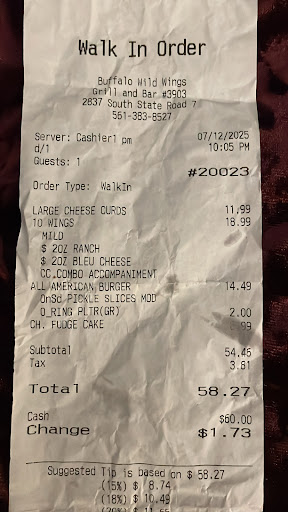 Walk In Order
Buffalo Wild Wings
Grill and Bar #3903
2837 South State Road 7
561-383-8527
Server: Cashier1 pm 07/12/2025
d/1 10:05 PM
Guests: 1
#20023
Order Type: WalkIn
LARGE CHEESE CURDS 11.99
10 WINGS 18.99
MILD
$ 2OZ RANCH
$ 2OZ BLEU CHEESE
CC.COMBO ACCOMPANIMENT
ALL AMERICAN BURGER 14.49
OnSd PICKLE SLICES MOD
O_RING PLTR(GR) 2.00
CH. FUDGE CAKE
Subtotal 54.46
Tax 3.81
Total 58.27
Cash $60.00
Change $1.73
Suggested Tip is based on $ 58.27
(15%) $ 8.74
(18%) $ 10.49
(20%) $ 11.65